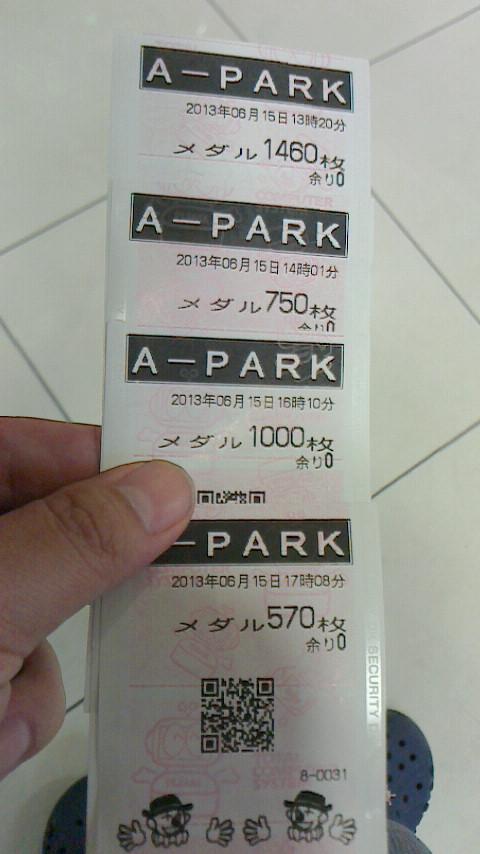 A－PARK
2013年06月15日13時20分
メダル1460枚
余り0
A－PARK
2013年06月15日14時01分
メダル750枚
余り0
A－PARK
2013年06月15日16時10分
メダル1000枚
余り0
－PARK
2013年06月15日17時08分
メダル570枚
余り0
SECURITY
8-0031